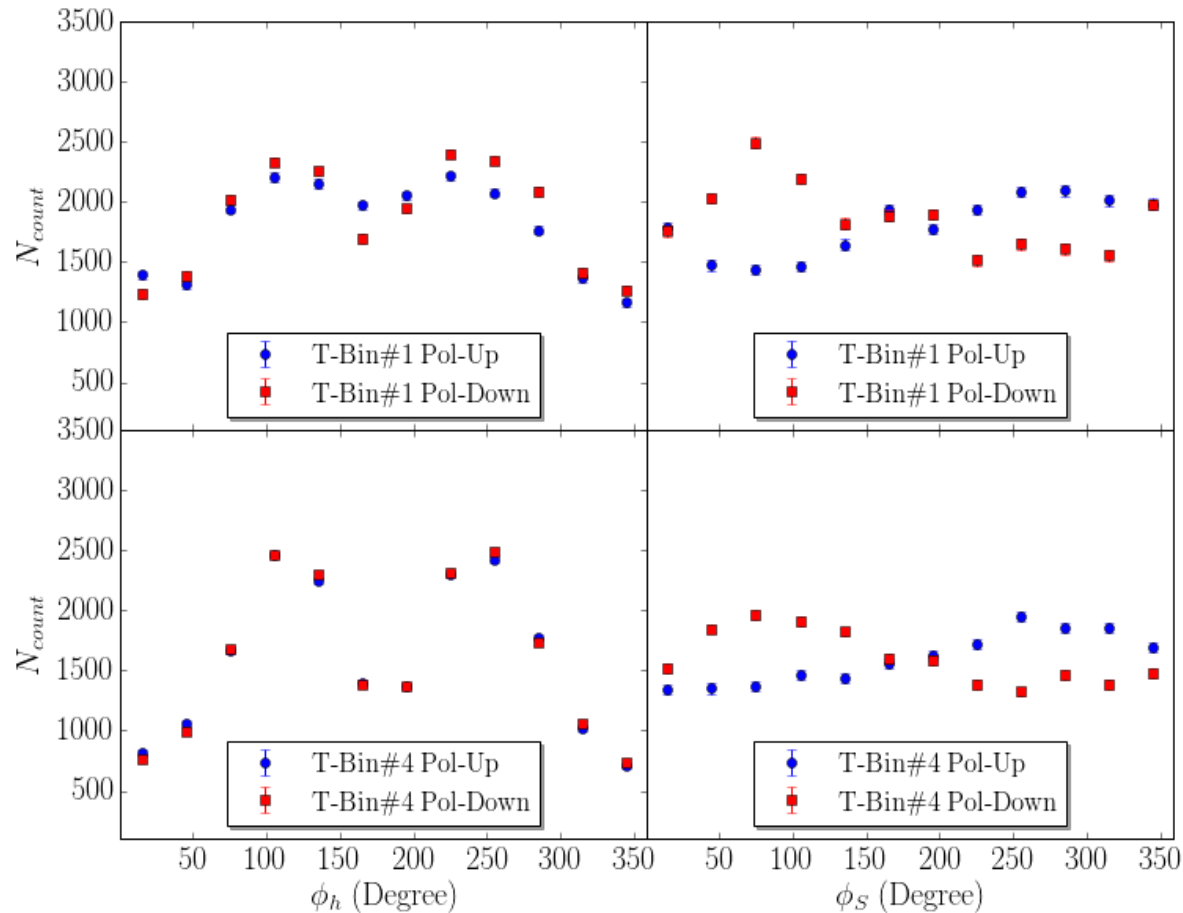 3500
3000
2500
2000
1500
1000
500
N_count
T-Bin#1 Pol-Up
T-Bin#1 Pol-Down
T-Bin#1 Pol-Up
T-Bin#1 Pol-Down
3500
3000
2500
2000
1500
1000
500
N_count
T-Bin#4 Pol-Up
T-Bin#4 Pol-Down
T-Bin#4 Pol-Up
T-Bin#4 Pol-Down
50 100 150 200 250 300 350
50 100 150 200 250 300 350
ϕ_h (Degree)
ϕ_S (Degree)